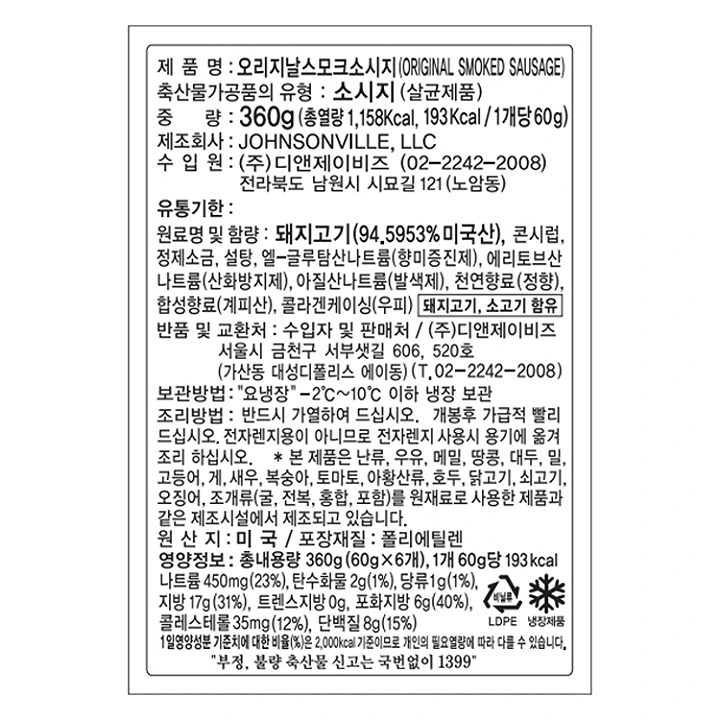 제 품 명 : 오리지날스모크소시지(ORIGINAL SMOKED SAUSAGE)
축산물가공품의 유형 : 소시지 (살균제품)
중 량 : 360g (총열량 1,158Kcal, 193Kcal / 1개당 60g)
제조회사 : JOHNSONVILLE, LLC
수 입 원 : (주)디앤제이비즈 (02-2242-2008)
전라북도 남원시 시묘길 121 (노암동)
유통기한 :
원료명 및 함량 : 돼지고기(94.5953% 미국산), 콘시럽,
정제소금, 설탕, 엘-글루탐산나트륨(향미증진제), 에리토브산
나트륨(산화방지제), 아질산나트륨(발색제), 천연향료(정향),
합성향료(계피산), 콜라겐케이싱(우피) 돼지고기, 소고기 함유
반품 및 교환처 : 수입자 및 판매처 / (주)디앤제이비즈
서울시 금천구 서부샛길 606, 520호
(가산동 대성디폴리스 에이동) (T.02-2242-2008)
보관방법: "요냉장" -2℃~10℃ 이하 냉장 보관
조리방법 : 반드시 가열하여 드십시오. 개봉후 가급적 빨리
드십시오. 전자렌지용이 아니므로 전자렌지 사용시 용기에 옮겨
조리 하십시오. * 본 제품은 난류, 우유, 메밀, 땅콩, 대두, 밀,
고등어, 게, 새우, 복숭아, 토마토, 아황산류, 호두, 닭고기, 쇠고기,
오징어, 조개류(굴, 전복, 홍합, 포함)를 원재료로 사용한 제품과
같은 제조시설에서 제조되고 있습니다.
원 산 지 : 미 국 / 포장재질 : 폴리에틸렌
영양정보 : 총내용량 360g (60g×6개), 1개 60g당 193kcal
나트륨 450mg(23%), 탄수화물 2g(1%), 당류1g(1%),
지방 17g(31%), 트렌스지방 0g, 포화지방 6g(40%),
콜레스테롤 35mg(12%), 단백질 8g(15%)
비닐류
LDPE
냉장제품
1일영양성분 기준치에 대한 비율(%)은 2,000kcal 기준이므로 개인의 필요열량에 따라 다를 수 있습니다.
"부정, 불량 축산물 신고는 국번없이 1399"